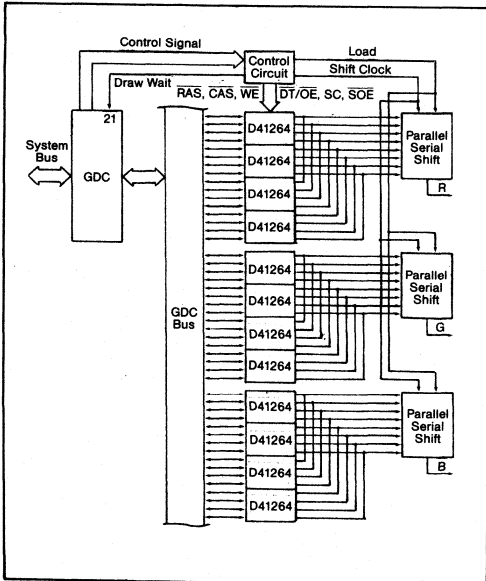 Control Signal
Control
Circuit
Load
Shift Clock
Draw Wait
RAS, CAS, WE
DT/OE, SC, SOE
21
System
Bus
GDC
GDC
Bus
D41264
D41264
D41264
D41264
Parallel
Serial
Shift
R
D41264
D41264
D41264
D41264
Parallel
Serial
Shift
G
D41264
D41264
D41264
D41264
Parallel
Serial
Shift
B